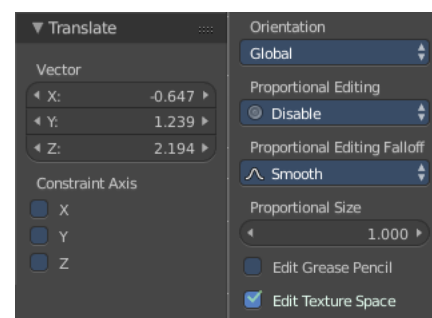 Translate
Vector
X: -0.647
Y: 1.239
Z: 2.194
Constraint Axis
X
Y
Z
Orientation
Global
Proportional Editing
Disable
Proportional Editing Falloff
Smooth
Proportional Size
1.000
Edit Grease Pencil
Edit Texture Space